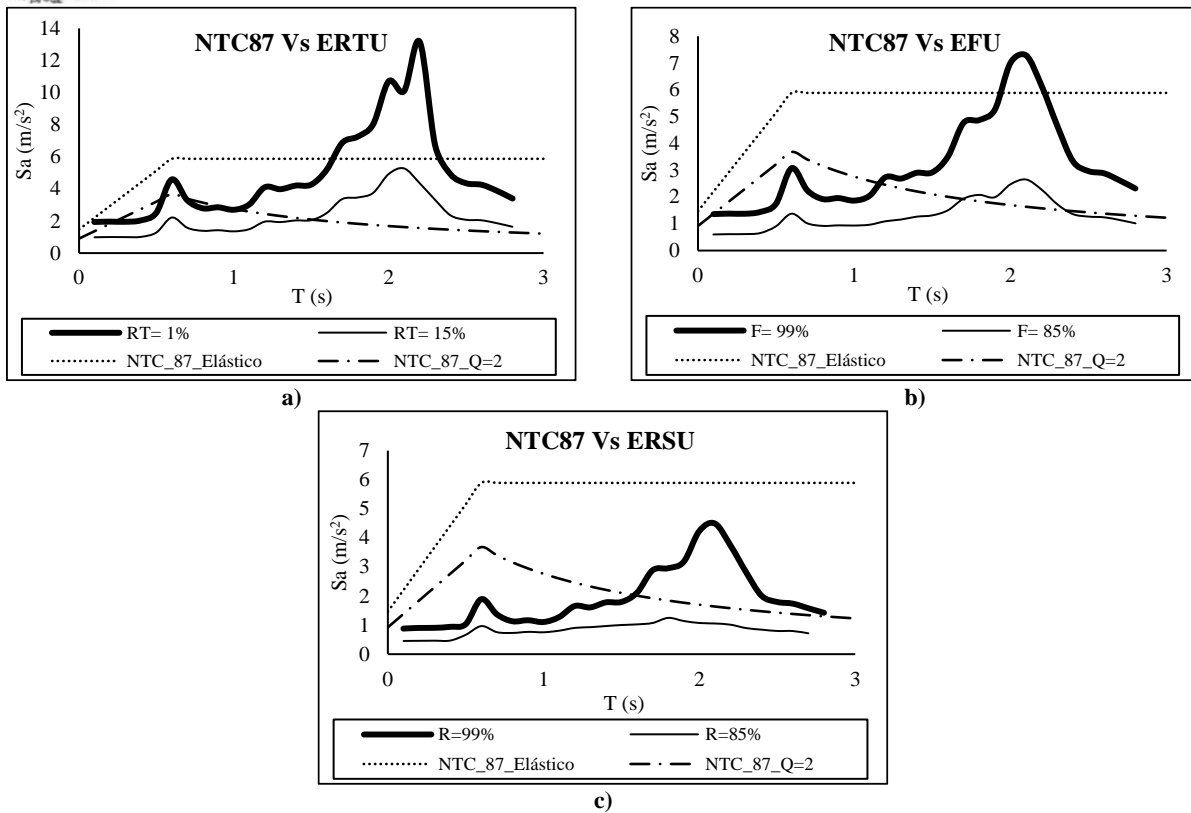 NTC87 Vs ERTU
Sa (m/s²)
14
12
10
8
6
4
2
0
0 1 2 3
T (s)
RT= 1% RT= 15%
NTC_87_Elástico NTC_87_Q=2
a)
NTC87 Vs EFU
Sa (m/s²)
8
7
6
5
4
3
2
1
0
0 1 2 3
T (s)
F= 99% F= 85%
NTC_87_Elástico NTC_87_Q=2
b)
NTC87 Vs ERSU
Sa (m/s²)
7
6
5
4
3
2
1
0
0 1 2 3
T (s)
R=99% R=85%
NTC_87_Elástico NTC_87_Q=2
c)